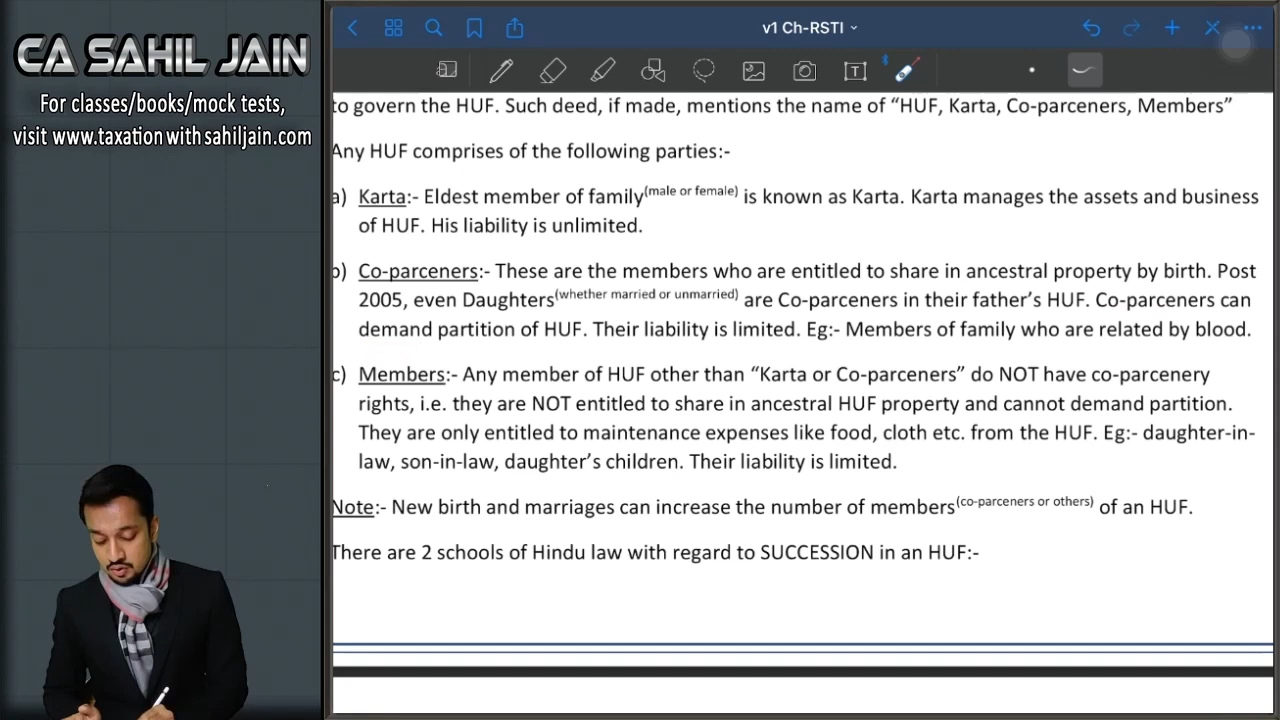 CA SAHIL JAIN
For classes/books/mock tests,
visit www.taxationwithsahiljain.com
v1 Ch-RSTI
to govern the HUF. Such deed, if made, mentions the name of “HUF, Karta, Co-parceners, Members”
Any HUF comprises of the following parties:-
a) Karta:- Eldest member of family(male or female) is known as Karta. Karta manages the assets and business
of HUF. His liability is unlimited.
b) Co-parceners:- These are the members who are entitled to share in ancestral property by birth. Post
2005, even Daughters(whether married or unmarried) are Co-parceners in their father’s HUF. Co-parceners can
demand partition of HUF. Their liability is limited. Eg:- Members of family who are related by blood.
c) Members:- Any member of HUF other than “Karta or Co-parceners” do NOT have co-parcenery
rights, i.e. they are NOT entitled to share in ancestral HUF property and cannot demand partition.
They are only entitled to maintenance expenses like food, cloth etc. from the HUF. Eg:- daughter-in-
law, son-in-law, daughter’s children. Their liability is limited.
Note:- New birth and marriages can increase the number of members(co-parceners or others) of an HUF.
There are 2 schools of Hindu law with regard to SUCCESSION in an HUF:-